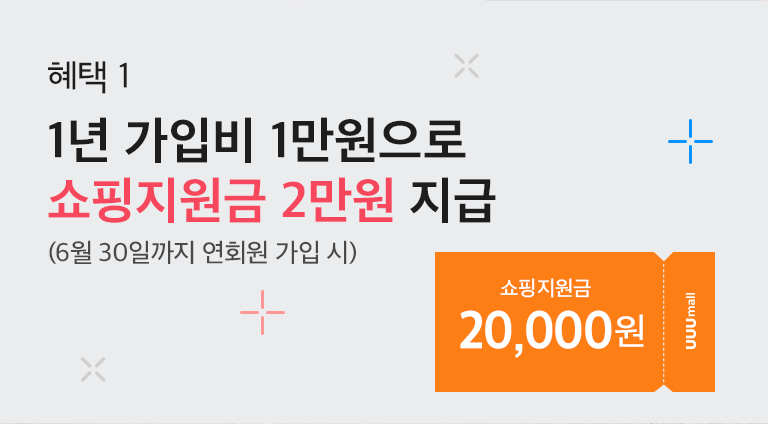 혜택 1
1년 가입비 1만원으로
쇼핑지원금 2만원 지급
(6월 30일까지 연회원 가입 시)
쇼핑지원금
20,000원
UUUmall